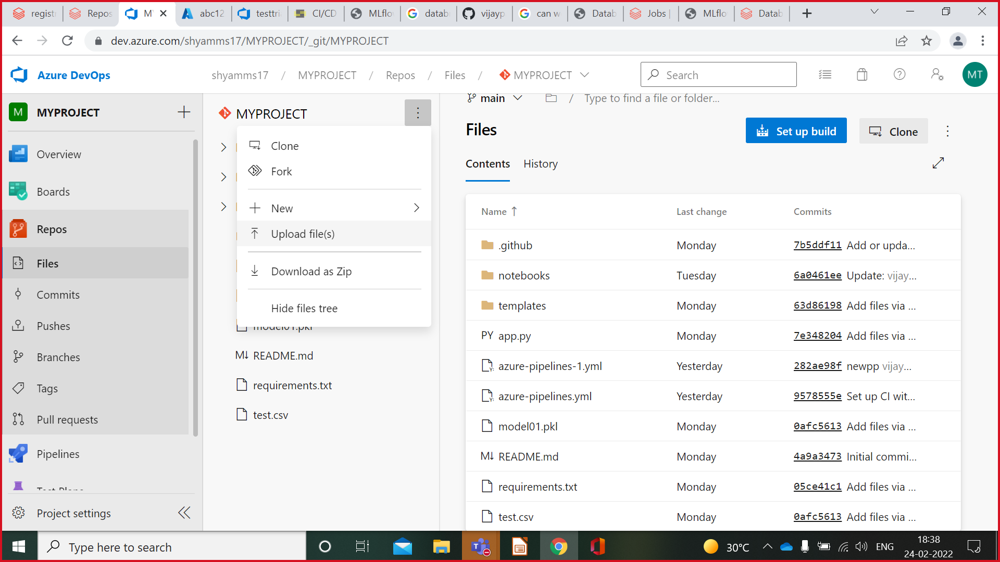 registr
Repos
MY
abc12
testtri
CI/CD
MLflow
datab
vijayp
can w
Datab
Jobs |
MLflo
Datab
dev.azure.com/shyamms17/MYPROJECT/_git/MYPROJECT
Azure DevOps
shyamms17 / MYPROJECT / Repos / Files / MYPROJECT
Search
MT
M MYPROJECT
Overview
Boards
Repos
Files
Commits
Pushes
Branches
Tags
Pull requests
Pipelines
Test Plans
Project settings
MYPROJECT
Clone
Fork
New
Upload file(s)
Download as Zip
Hide files tree
model01.pkl
README.md
requirements.txt
test.csv
main / Type to find a file or folder...
Files
Set up build
Clone
Contents History
Name ↑ Last change Commits
.github Monday 7b5ddf11 Add or upda...
notebooks Tuesday 6a0461ee Update: vijay...
templates Monday 63d86198 Add files via ...
PY app.py Monday 7e348204 Add files via ...
azure-pipelines-1.yml Yesterday 282ae98f newpp vijay...
azure-pipelines.yml Yesterday 9578555e Set up CI wit...
model01.pkl Monday 0afc5613 Add files via ...
M↓ README.md Monday 4a9a3473 Initial commi...
requirements.txt Monday 05ce41c1 Add files via ...
test.csv Monday 0afc5613 Add files via ...
Type here to search
30°C
ENG
18:38
24-02-2022